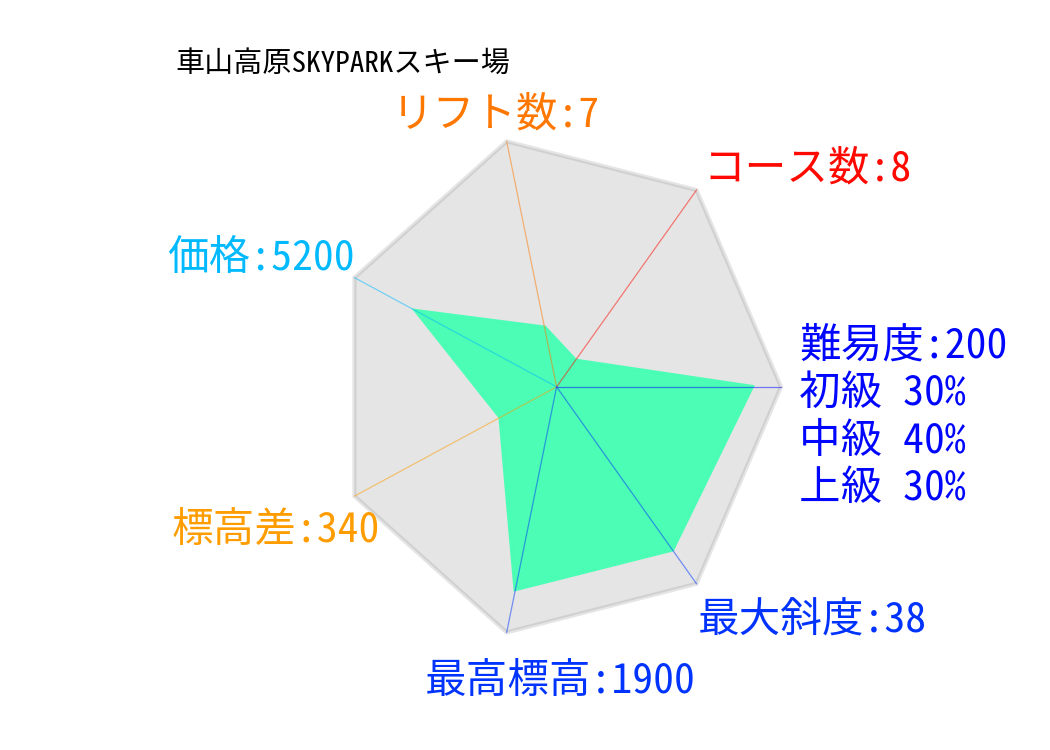 車山高原SKYPARKスキー場
リフト数:7
コース数:8
価格:5200
難易度:200
初級 30%
中級 40%
上級 30%
標高差:340
最大斜度:38
最高標高:1900